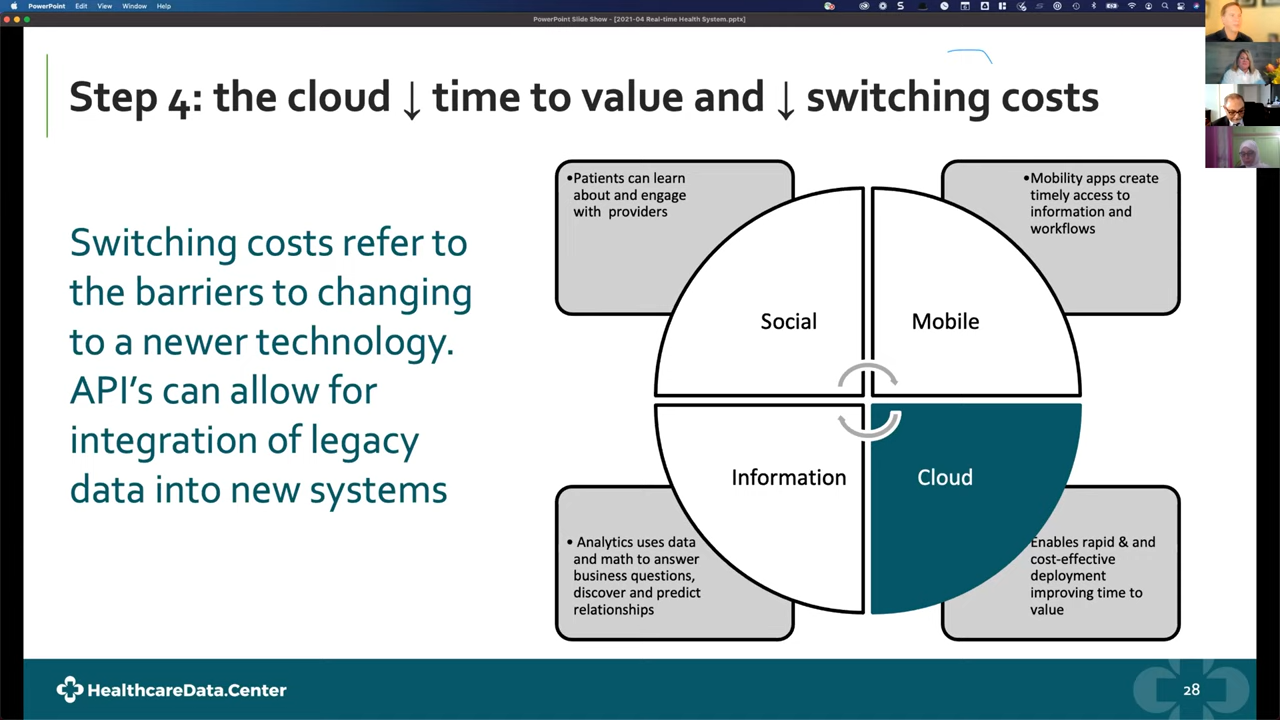 PowerPoint Edit View Window Help
PowerPoint Slide Show - [2021-04 Real-time Health System.pptx]
Step 4: the cloud ↓ time to value and ↓ switching costs
Switching costs refer to
the barriers to changing
to a newer technology.
API’s can allow for
integration of legacy
data into new systems
•Patients can learn
about and engage
with providers
•Mobility apps create
timely access to
information and
workflows
Social
Mobile
Information
Cloud
• Analytics uses data
and math to answer
business questions,
discover and predict
relationships
Enables rapid & and
cost-effective
deployment
improving time to
value
HealthcareData.Center
28